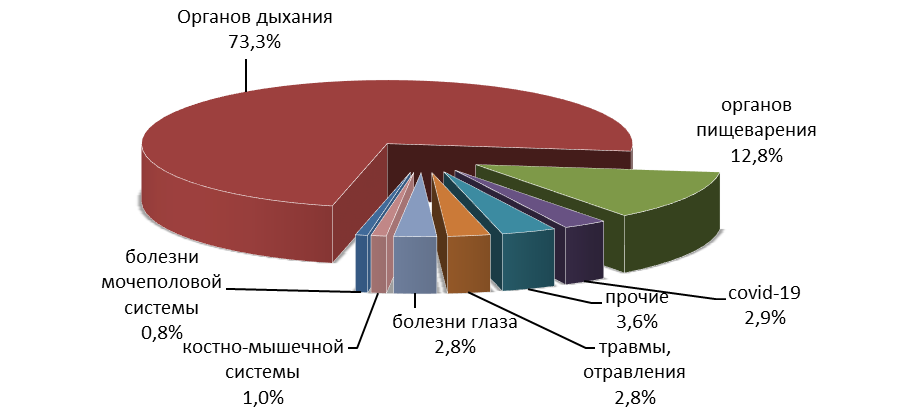 Органов дыхания
73,3%
органов
пищеварения
12,8%
covid-19
2,9%
прочие
3,6%
травмы,
отравления
2,8%
болезни глаза
2,8%
костно-мышечной
системы
1,0%
болезни
мочеполовой
системы
0,8%